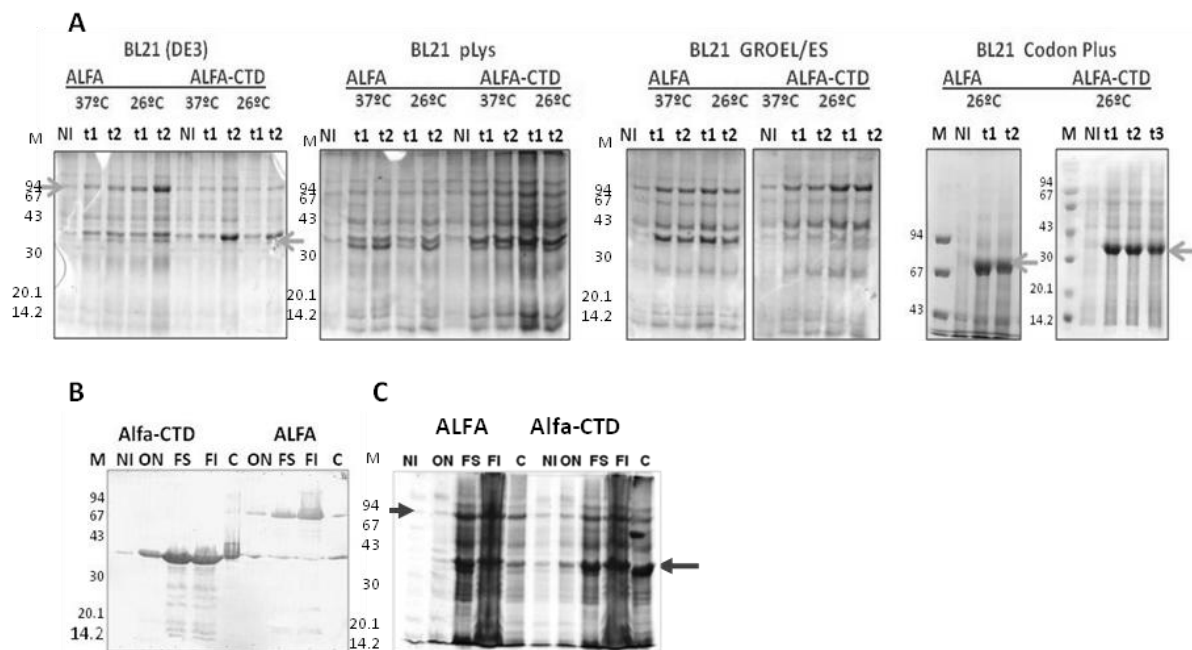 A
BL21 (DE3) BL21 pLys BL21 GROEL/ES BL21 Codon Plus
ALFA ALFA-CTD ALFA ALFA-CTD ALFA ALFA-CTD ALFA ALFA-CTD
37ºC 26ºC 37ºC 26ºC 37ºC 26ºC 37ºC 26ºC 37ºC 26ºC 37ºC 26ºC 26ºC 26ºC
M NI t1 t2 t1 t2 NI t1 t2 t1 t2 M NI t1 t2 t1 t2 NI t1 t2 t1 t2 NI t1 t2 t1 t2 NI t1 t2 t1 t2 M NI t1 t2 M NI t1 t2 t3
94 94 94 94
67 67 67 67
43 43 43 94 43
30 30 30 67 30
20.1 20.1 20.1 43 20.1
14.2 14.2 14.2 14.2
B C
Alfa-CTD ALFA ALFA Alfa-CTD
M NI ON FS FI C ON FS FI C M NI ON FS FI C NI ON FS FI C
94 94
67 67
43 43
30 30
20.1 20.1
14.2 14.2